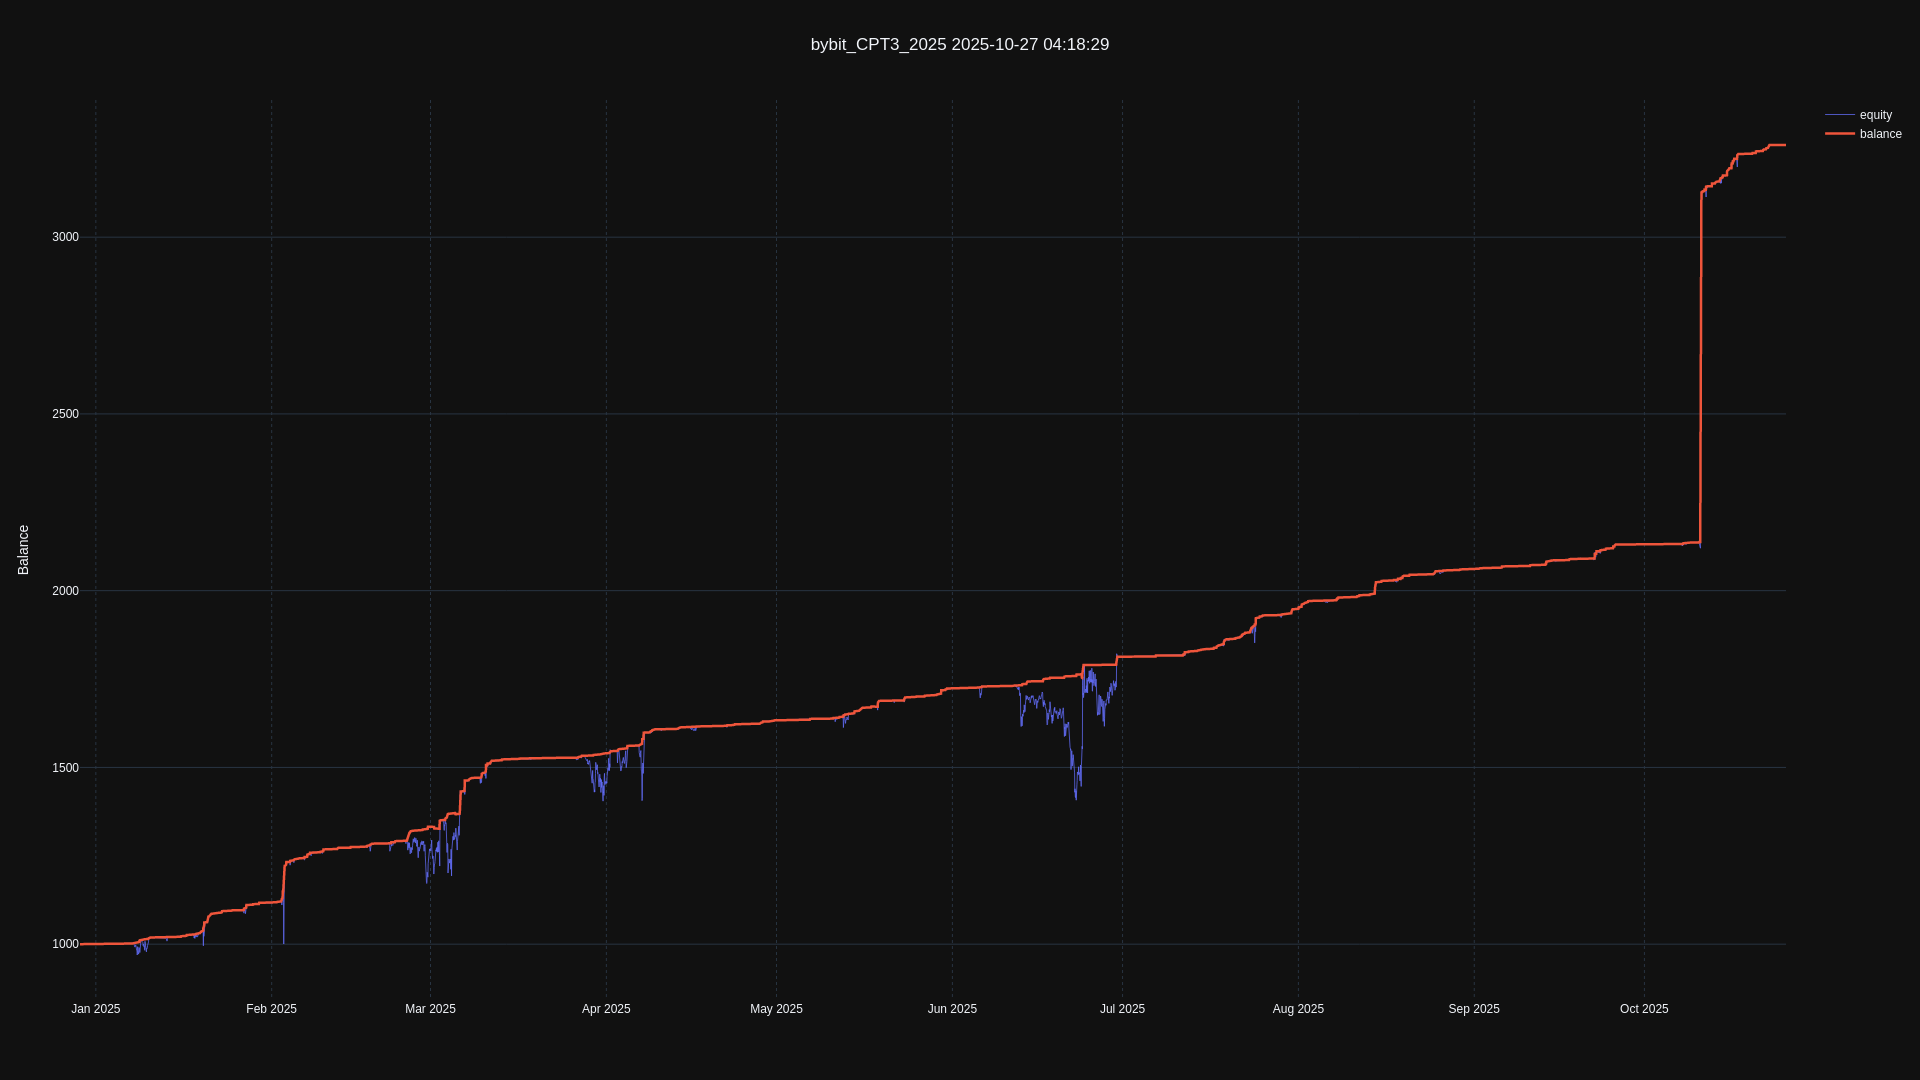 bybit_CPT3_2025 2025-10-27 04:18:29
equity
balance
Balance
3000
2500
2000
1500
1000
Jan 2025
Feb 2025
Mar 2025
Apr 2025
May 2025
Jun 2025
Jul 2025
Aug 2025
Sep 2025
Oct 2025